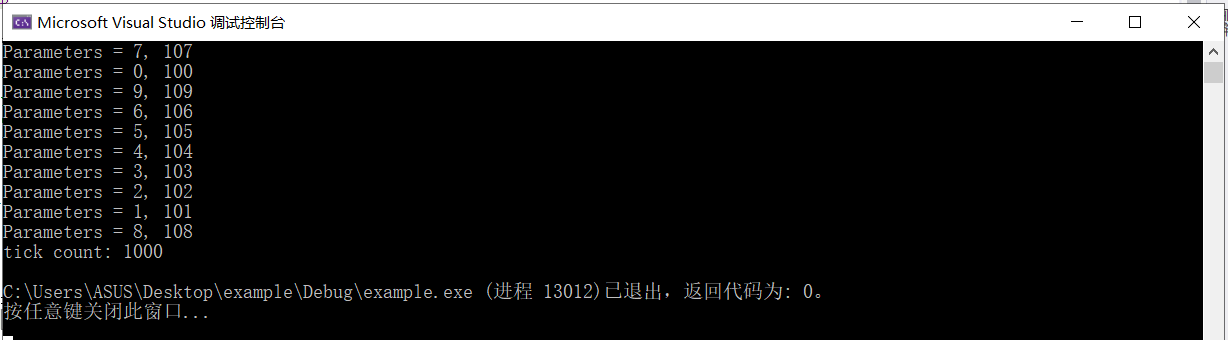 Microsoft Visual Studio 调试控制台
Parameters = 7, 107
Parameters = 0, 100
Parameters = 9, 109
Parameters = 6, 106
Parameters = 5, 105
Parameters = 4, 104
Parameters = 3, 103
Parameters = 2, 102
Parameters = 1, 101
Parameters = 8, 108
tick count: 1000
C:\Users\ASUS\Desktop\example\Debug\example.exe (进程 13012)已退出，返回代码为: 0。
按任意键关闭此窗口...